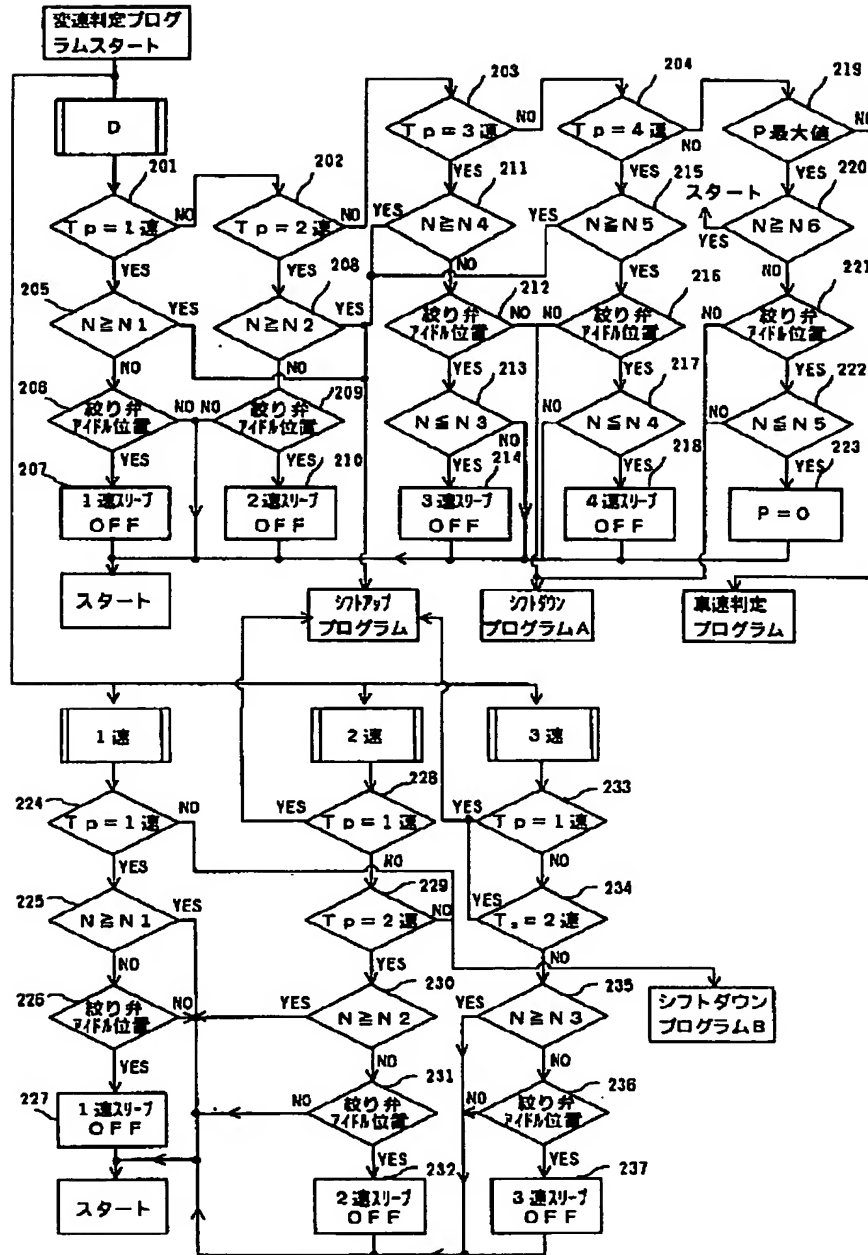 変速判定プログ
ラムスタート
D
201
Tp=1速
NO
YES
202
Tp=2速
NO
YES
203
Tp=3速
NO
YES
204
Tp=4速
NO
YES
219
P最大値
NO
YES
205
N≧N1
YES
NO
208
N≧N2
YES
NO
211
YES
N≧N4
NO
215
YES
N≧N5
YES
220
スタート
N≧N6
YES
NO
206
絞り弁
アイドル位置
NO
YES
209
NO
絞り弁
アイドル位置
YES
212
絞り弁
アイドル位置
NO
YES
216
NO
絞り弁
アイドル位置
YES
221
NO
絞り弁
アイドル位置
YES
213
N≦N3
NO
YES
217
NO
N≦N4
YES
222
NO
N≦N5
YES
207
1速スリーブ
OFF
210
2速スリーブ
OFF
214
3速スリーブ
OFF
218
4速スリーブ
OFF
223
P=0
スタート
シフトアップ
プログラム
シフトダウン
プログラムA
車速判定
プログラム
1速
2速
3速
224
Tp=1速
NO
YES
228
YES
Tp=1速
NO
233
YES
Tp=1速
NO
225
N≧N1
YES
NO
229
Tp=2速
NO
YES
234
YES
Ts=2速
NO
226
絞り弁
アイドル位置
NO
YES
230
YES
N≧N2
NO
235
YES
N≧N3
NO
シフトダウン
プログラムB
227
1速スリーブ
OFF
231
NO
絞り弁
アイドル位置
YES
236
NO
絞り弁
アイドル位置
YES
スタート
232
2速スリーブ
OFF
237
3速スリーブ
OFF